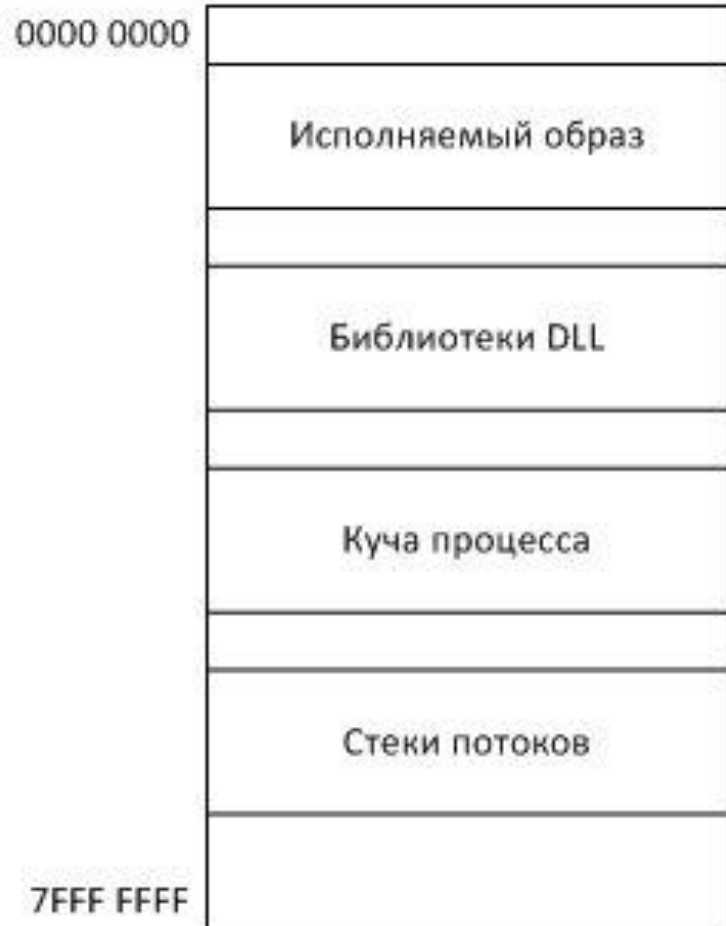 0000 0000
Исполняемый образ
Библиотеки DLL
Куча процесса
Стеки потоков
7FFF FFFF